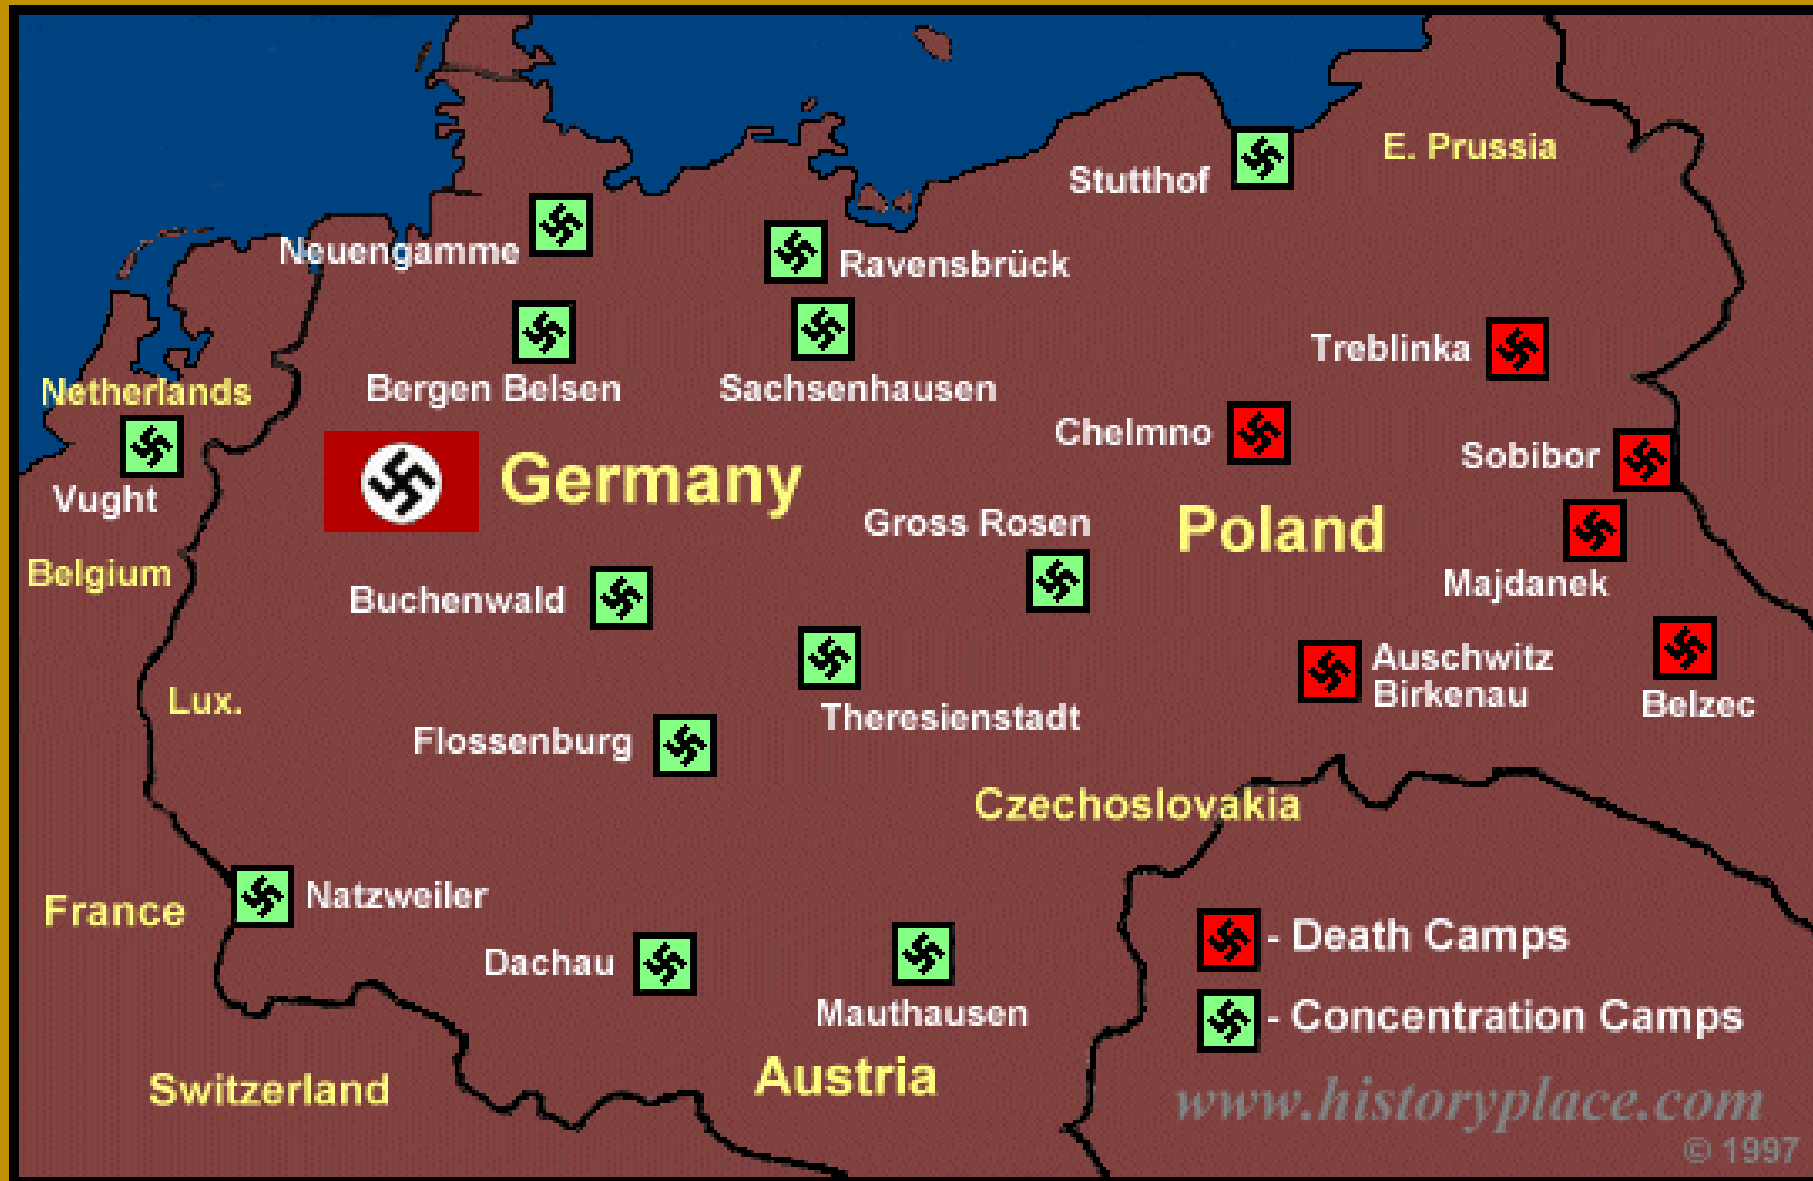 E. Prussia
Stutthof
Neuengamme
Ravensbrück
Treblinka
Bergen Belsen
Sachsenhausen
Netherlands
Chelmno
Sobibor
Vught
Germany
Gross Rosen
Poland
Belgium
Majdanek
Buchenwald
Auschwitz
Birkenau
Belzec
Lux.
Theresienstadt
Flossenburg
Czechoslovakia
France
Natzweiler
- Death Camps
Dachau
Mauthausen
- Concentration Camps
Switzerland
Austria
www.historyplace.com
© 1997